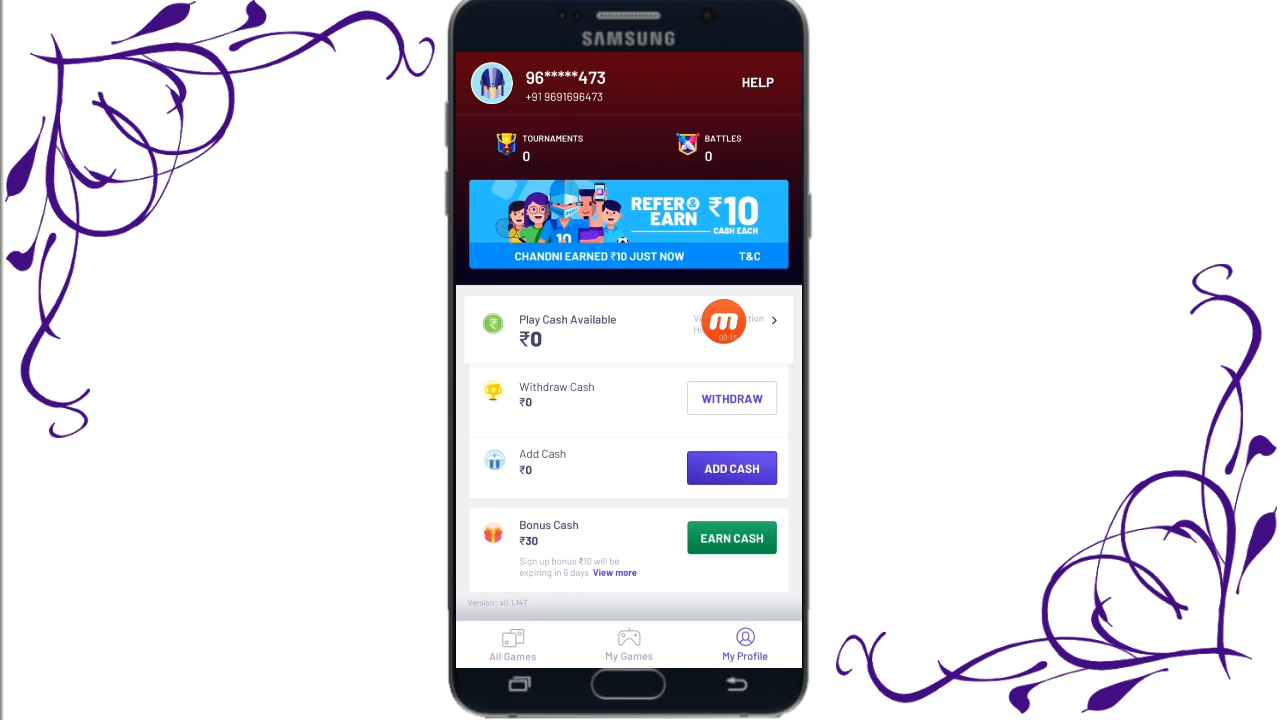 SAMSUNG
96*****473
+91 9691696473
HELP
TOURNAMENTS
0
BATTLES
0
REFER &
EARN
₹10
CASH EACH
10
CHANDNI EARNED ₹10 JUST NOW
T&C
Play Cash Available
₹0
m
00:15
Withdraw Cash
₹0
WITHDRAW
Add Cash
₹0
ADD CASH
Bonus Cash
₹30
EARN CASH
Sign up bonus ₹10 will be
expiring in 6 days View more
Version : v0.1.147
All Games
My Games
My Profile